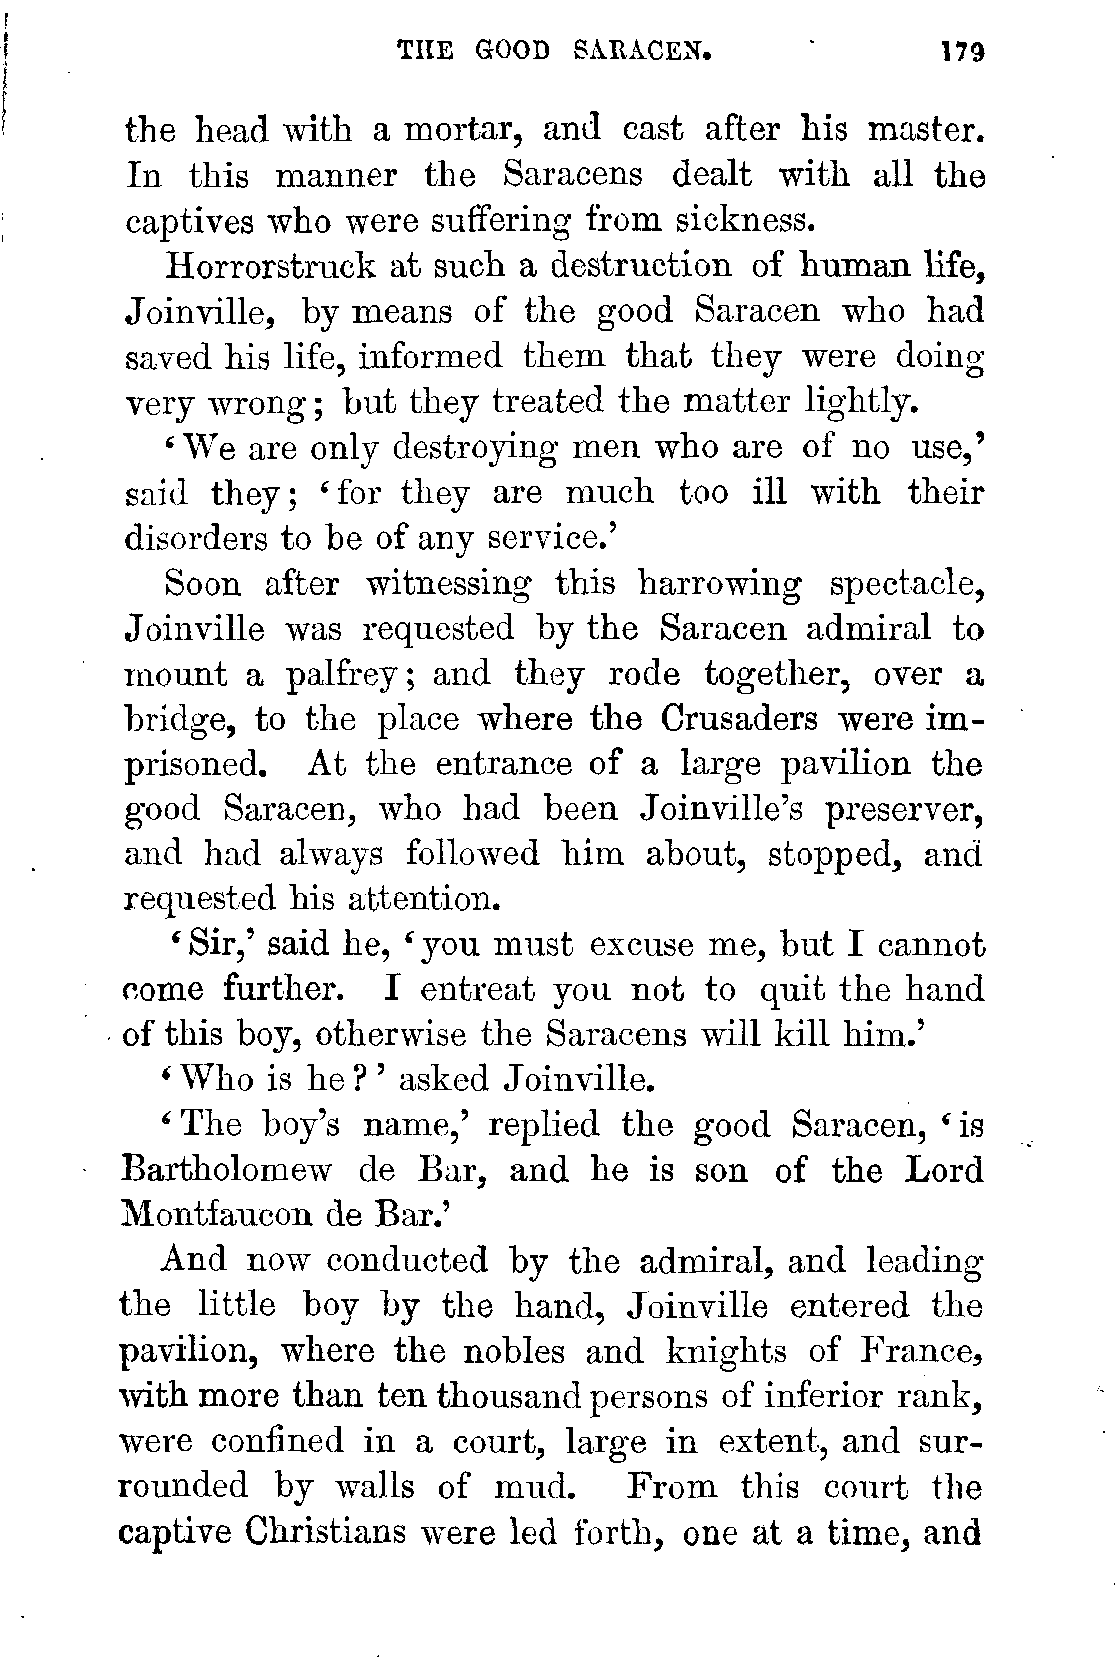 THE GOOD SARACEN. 179
the head with a mortar, and cast after his master.
In this manner the Saracens dealt with all the
captives who were suffering from sickness.
Horrorstruck at such a destruction of human life,
Joinville, by means of the good Saracen who had
saved his life, informed them that they were doing
very wrong; but they treated the matter lightly.
‘We are only destroying men who are of no use,’
said they; ‘for they are much too ill with their
disorders to be of any service.’
Soon after witnessing this harrowing spectacle,
Joinville was requested by the Saracen admiral to
mount a palfrey; and they rode together, over a
bridge, to the place where the Crusaders were im-
prisoned. At the entrance of a large pavilion the
good Saracen, who had been Joinville’s preserver,
and had always followed him about, stopped, and
requested his attention.
‘Sir,’ said he, ‘you must excuse me, but I cannot
come further. I entreat you not to quit the hand
of this boy, otherwise the Saracens will kill him.’
‘Who is he?’ asked Joinville.
‘The boy’s name,’ replied the good Saracen, ‘is
Bartholomew de Bar, and he is son of the Lord
Montfaucon de Bar.’
And now conducted by the admiral, and leading
the little boy by the hand, Joinville entered the
pavilion, where the nobles and knights of France,
with more than ten thousand persons of inferior rank,
were confined in a court, large in extent, and sur-
rounded by walls of mud. From this court the
captive Christians were led forth, one at a time, and